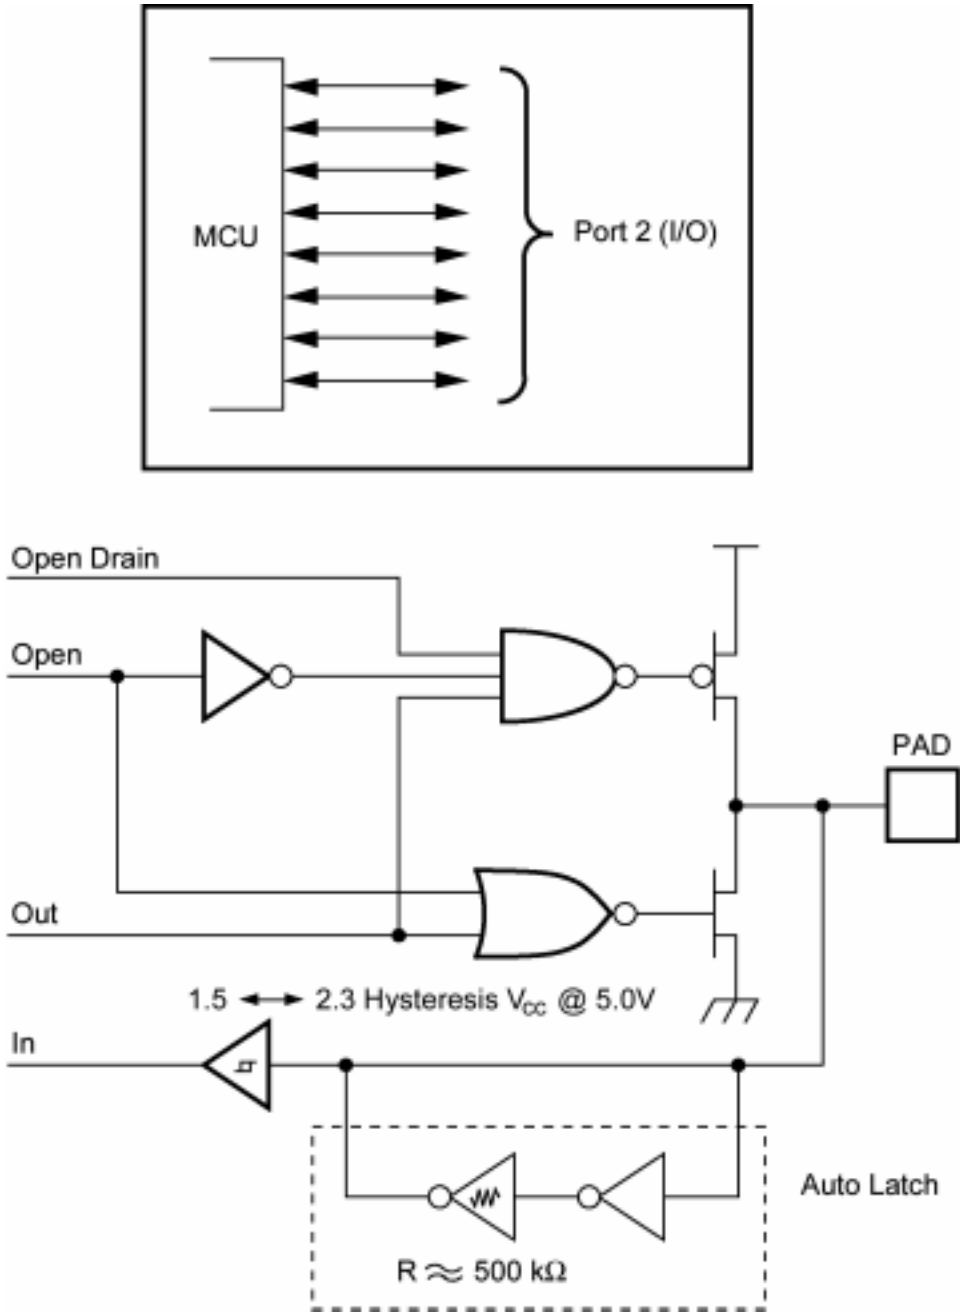 MCU
Port 2 (I/O)
Open Drain
Open
PAD
Out
1.5 2.3 Hysteresis VCC @ 5.0V
In
Auto Latch
R ≈ 500 kΩ